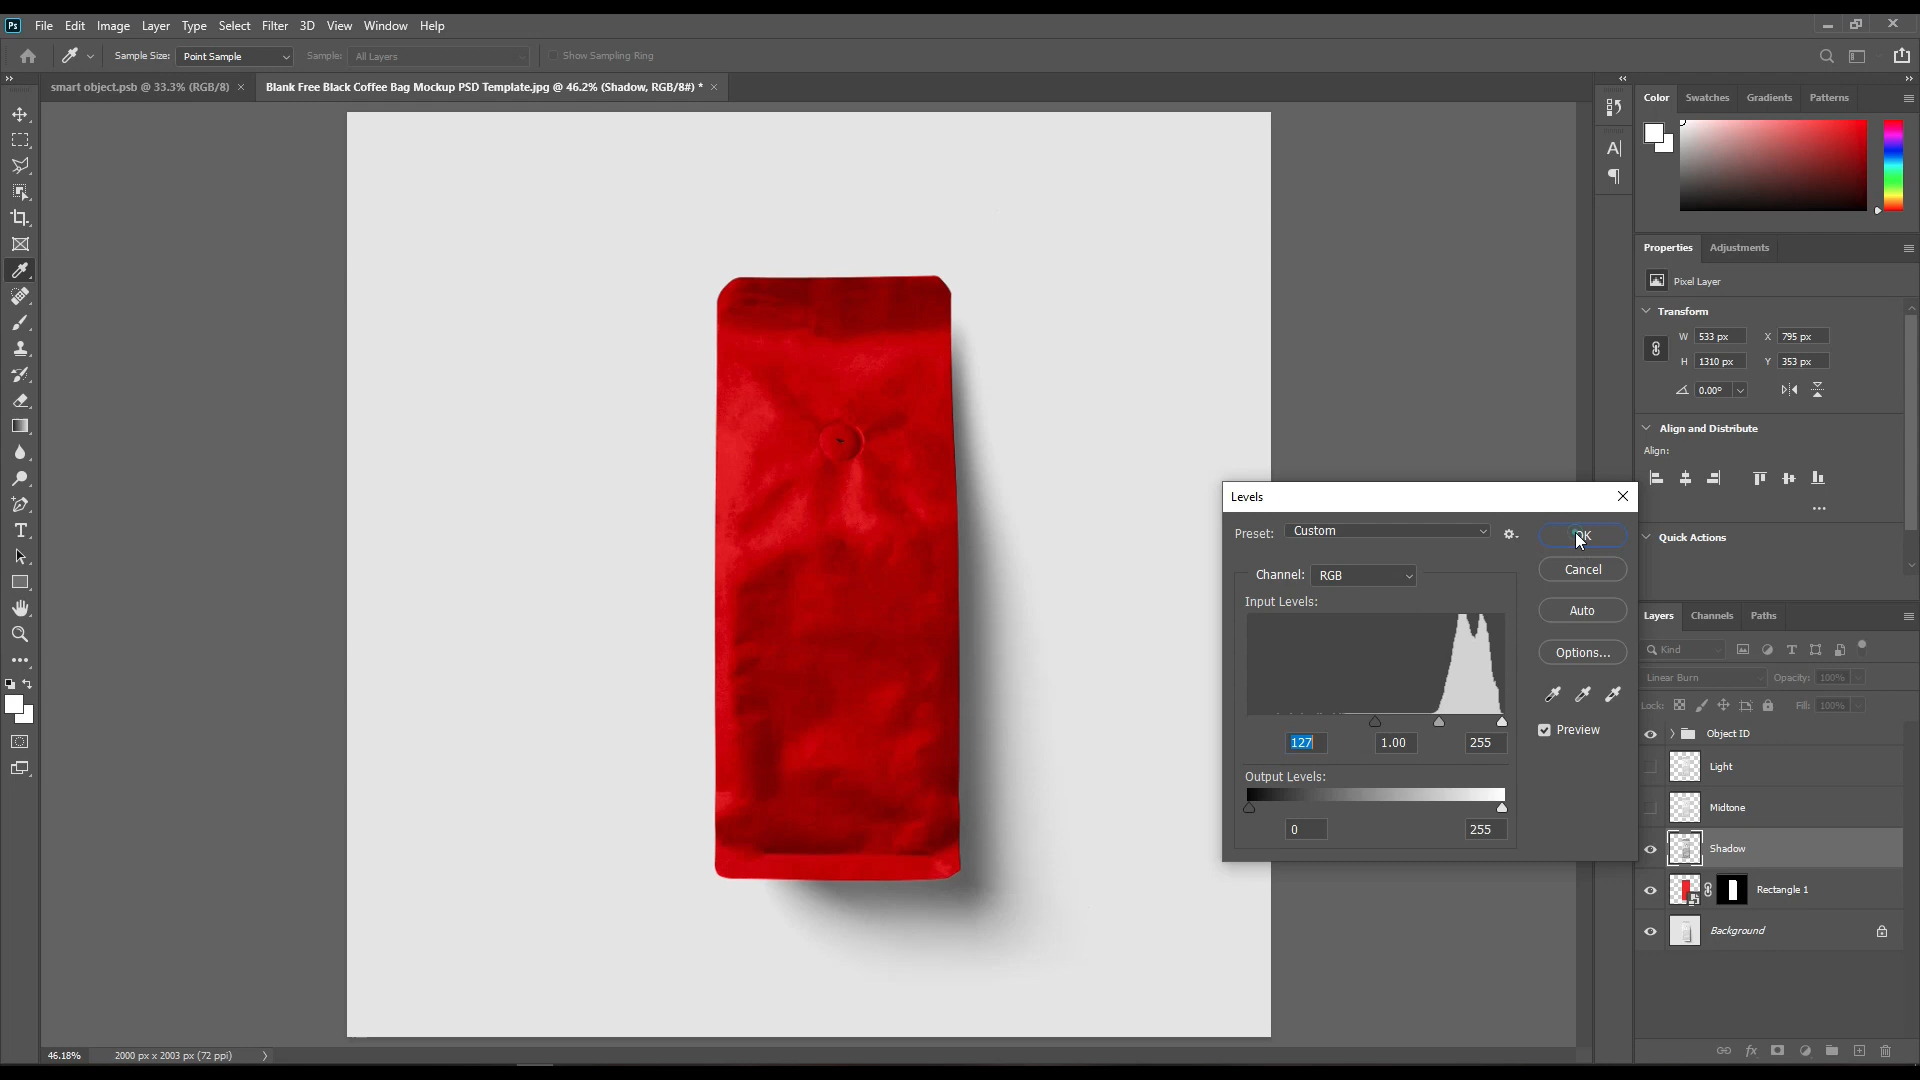 Ps File Edit Image Layer Type Select Filter 3D View Window Help
Sample Size: Point Sample Sample: All Layers Show Sampling Ring
smart object.psb @ 33.3% (RGB/8) × Blank Free Black Coffee Bag Mockup PSD Template.jpg @ 46.2% (Shadow, RGB/8#) * ×
Color Swatches Gradients Patterns
Properties Adjustments
Pixel Layer
Transform
W 533 px X 795 px
H 1310 px Y 353 px
0.00°
Align and Distribute
Align:
Quick Actions
Levels
Preset: Custom OK
Cancel
Channel: RGB
Input Levels:
Auto
Options...
Preview
127 1.00 255
Output Levels:
0 255
Layers Channels Paths
Kind
Linear Burn Opacity: 100%
Lock: Fill: 100%
Object ID
Light
Midtone
Shadow
Rectangle 1
Background
46.18% 2000 px x 2003 px (72 ppi)